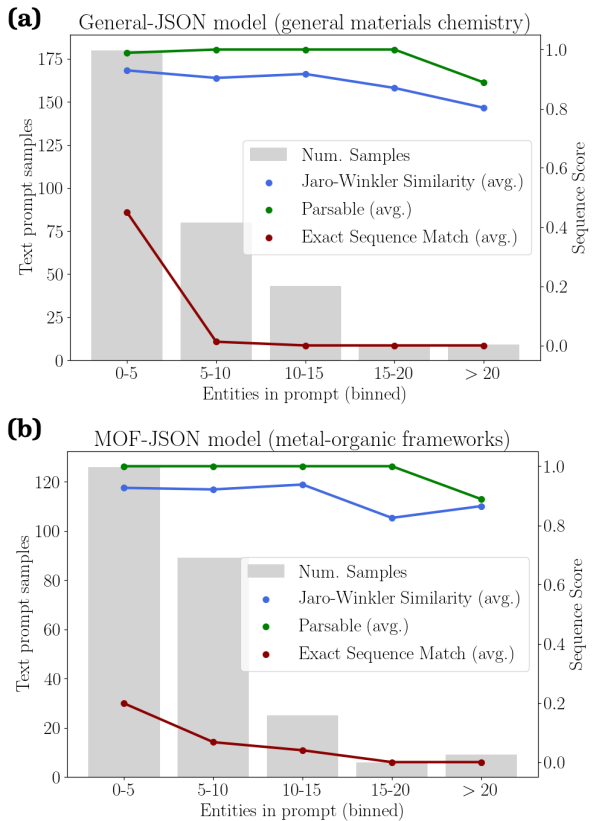 (a)
General-JSON model (general materials chemistry)
175
150
125
100
75
50
25
0
Text prompt samples
1.0
0.8
0.6
0.4
0.2
0.0
Sequence Score
Num. Samples
Jaro-Winkler Similarity (avg.)
Parsable (avg.)
Exact Sequence Match (avg.)
0-5 5-10 10-15 15-20 > 20
Entities in prompt (binned)
(b)
MOF-JSON model (metal-organic frameworks)
120
100
80
60
40
20
0
Text prompt samples
1.0
0.8
0.6
0.4
0.2
0.0
Sequence Score
Num. Samples
Jaro-Winkler Similarity (avg.)
Parsable (avg.)
Exact Sequence Match (avg.)
0-5 5-10 10-15 15-20 > 20
Entities in prompt (binned)